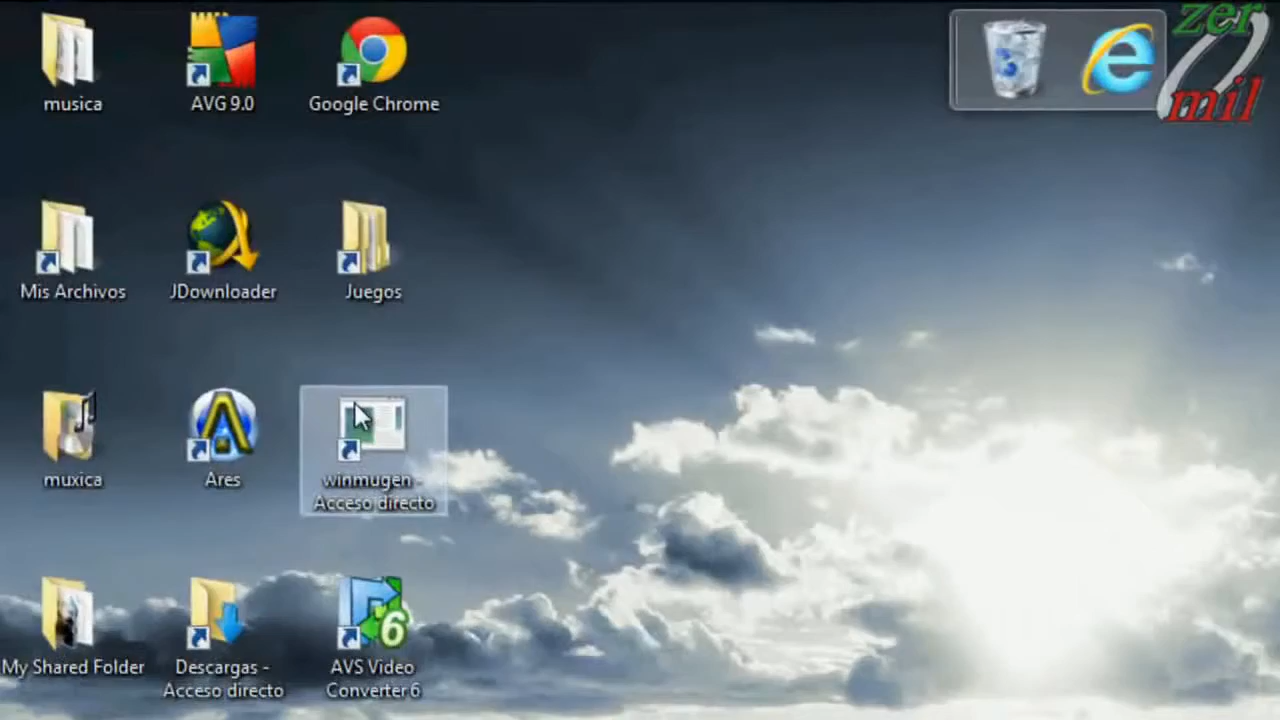 musica
AVG 9.0
Google Chrome
zer
mil
Mis Archivos
JDownloader
Juegos
muxica
Ares
winmugen -
Acceso directo
My Shared Folder
Descargas -
Acceso directo
AVS Video
Converter 6
6